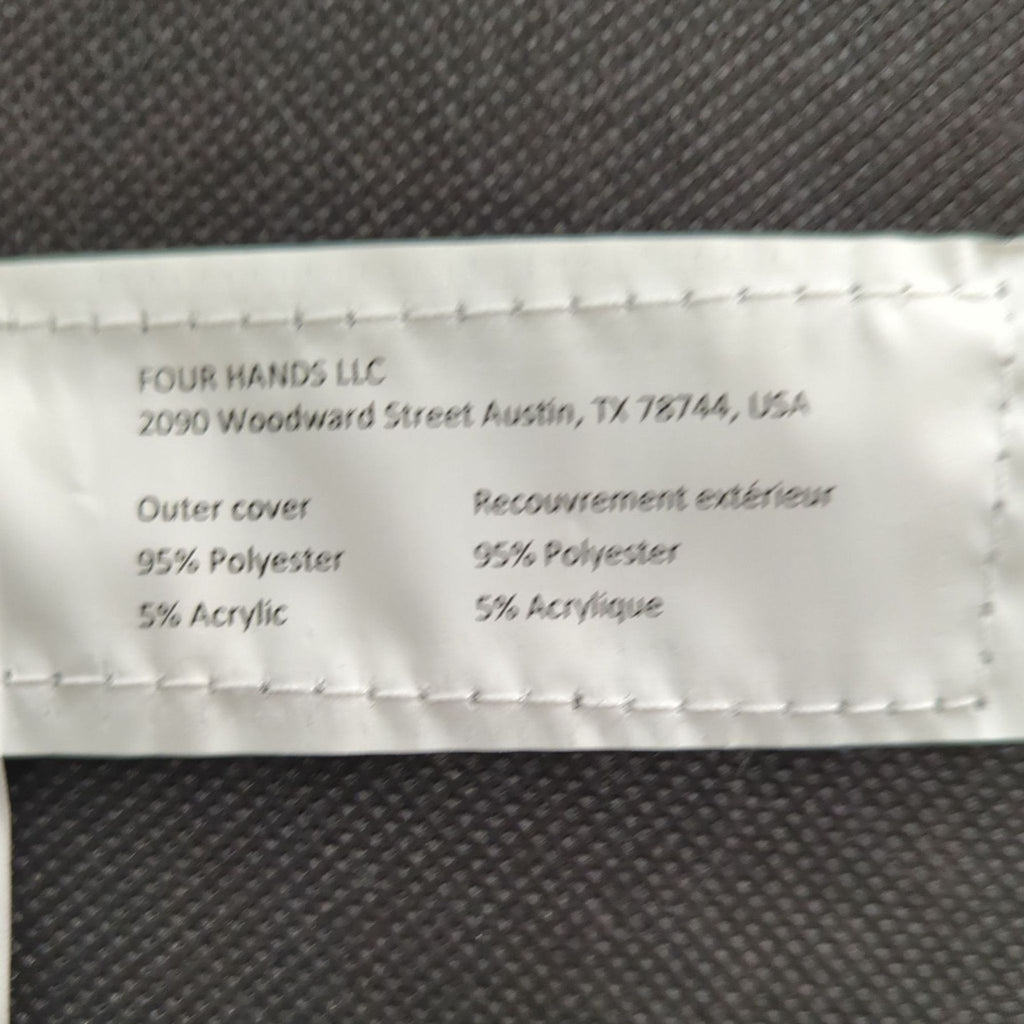 FOUR HANDS LLC
2090 Woodward Street Austin, TX 78744, USA
Outer cover
95% Polyester
5% Acrylic
Recouvrement extérieur
95% Polyester
5% Acrylique